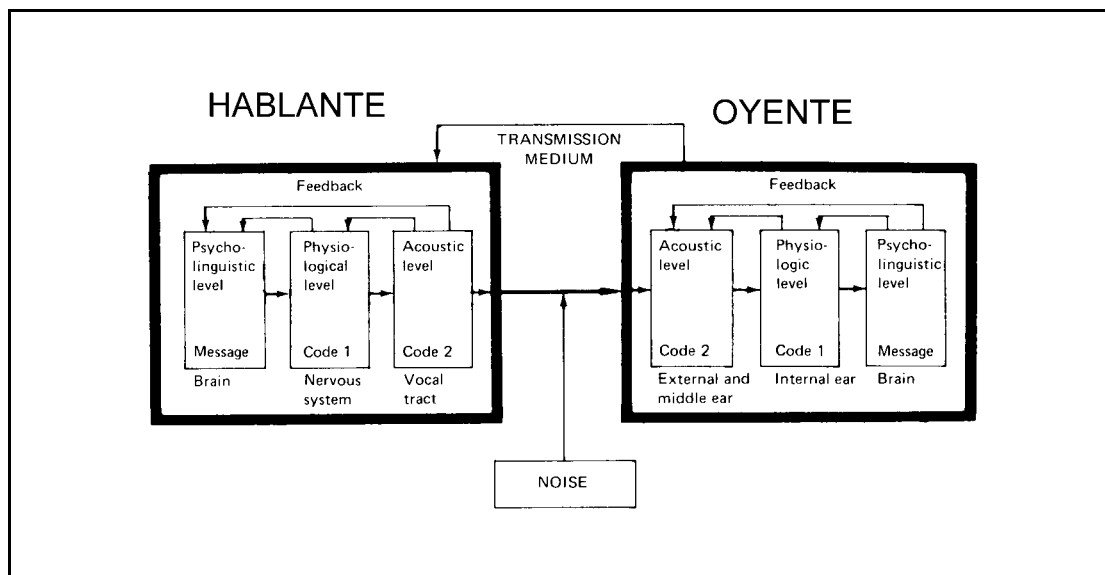 HABLANTE
OYENTE
TRANSMISSION
MEDIUM
Feedback
Psycho-
linguistic
level
Message
Brain
Physio-
logical
level
Code 1
Nervous
system
Acoustic
level
Code 2
Vocal
tract
Feedback
Acoustic
level
Code 2
External and
middle ear
Physio-
logic
level
Code 1
Internal ear
Psycho-
linguistic
level
Message
Brain
NOISE